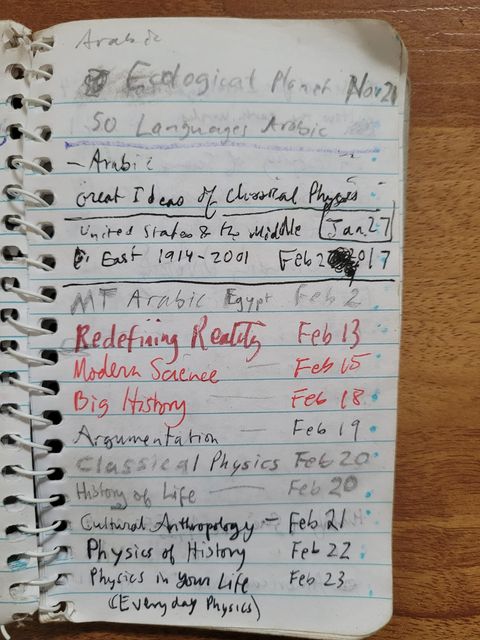 Arabic
Ecological Planet Nov 21
50 Languages Arabic
- Arabic
Great Ideas of Classical Physics
United States & the Middle Jan 27
East 1914-2001 Feb 2 2017
MT Arabic Egypt Feb 2
Redefining Reality Feb 13
Modern Science — Feb 15
Big History — Feb 18
Argumentation — Feb 19
Classical Physics Feb 20
History of Life — Feb 20
Cultural Anthropology - Feb 21
Physics of History Feb 22
Physics in Your Life Feb 23
(Everyday Physics)